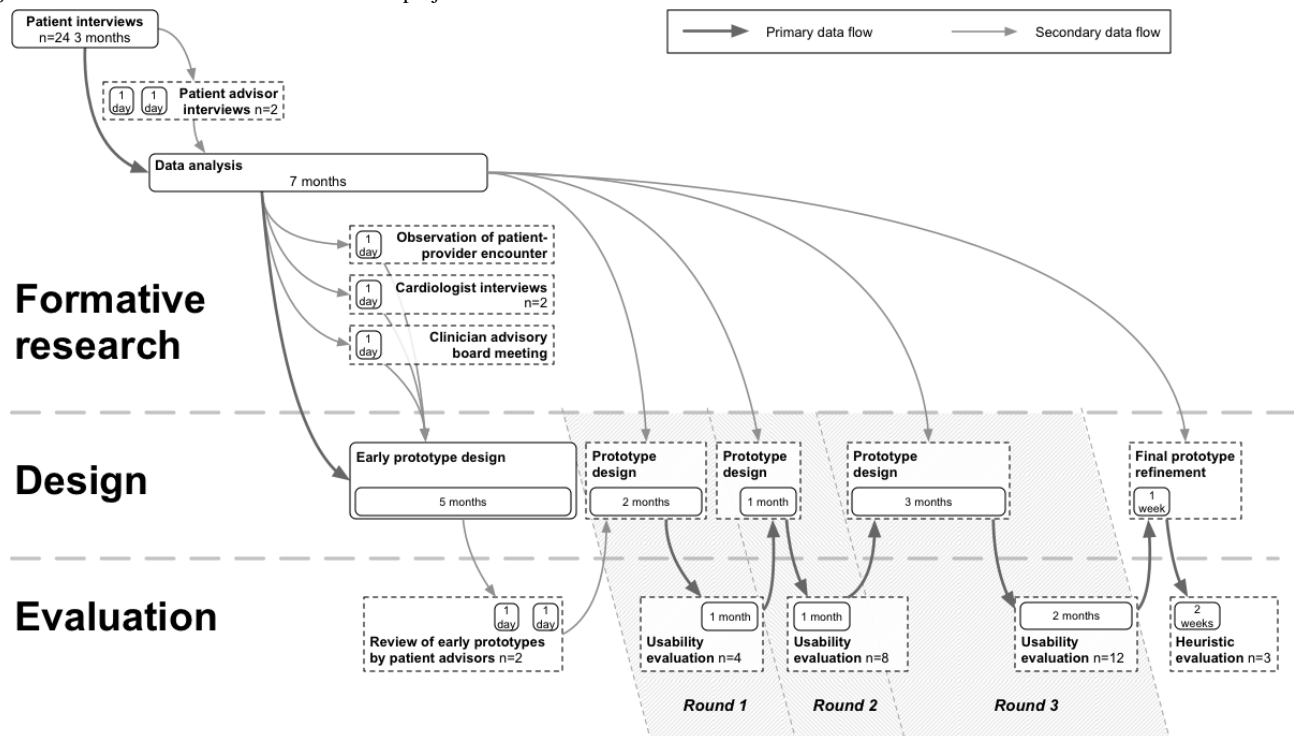 Patient interviews
n=24 3 months
Primary data flow
Secondary data flow
1
day
1
day
Patient advisor
interviews n=2
Data analysis
7 months
1
day
Observation of patient-
provider encounter
1
day
Cardiologist interviews
n=2
1
day
Clinician advisory
board meeting
Formative
research
Design
Early prototype design
5 months
Prototype
design
2 months
Prototype
design
1 month
Prototype
design
3 months
Final prototype
refinement
1
week
Evaluation
1
day
1
day
Review of early prototypes
by patient advisors n=2
1 month
Usability
evaluation n=4
1 month
Usability
evaluation n=8
2 months
Usability
evaluation n=12
2
weeks
Heuristic
evaluation n=3
Round 1
Round 2
Round 3